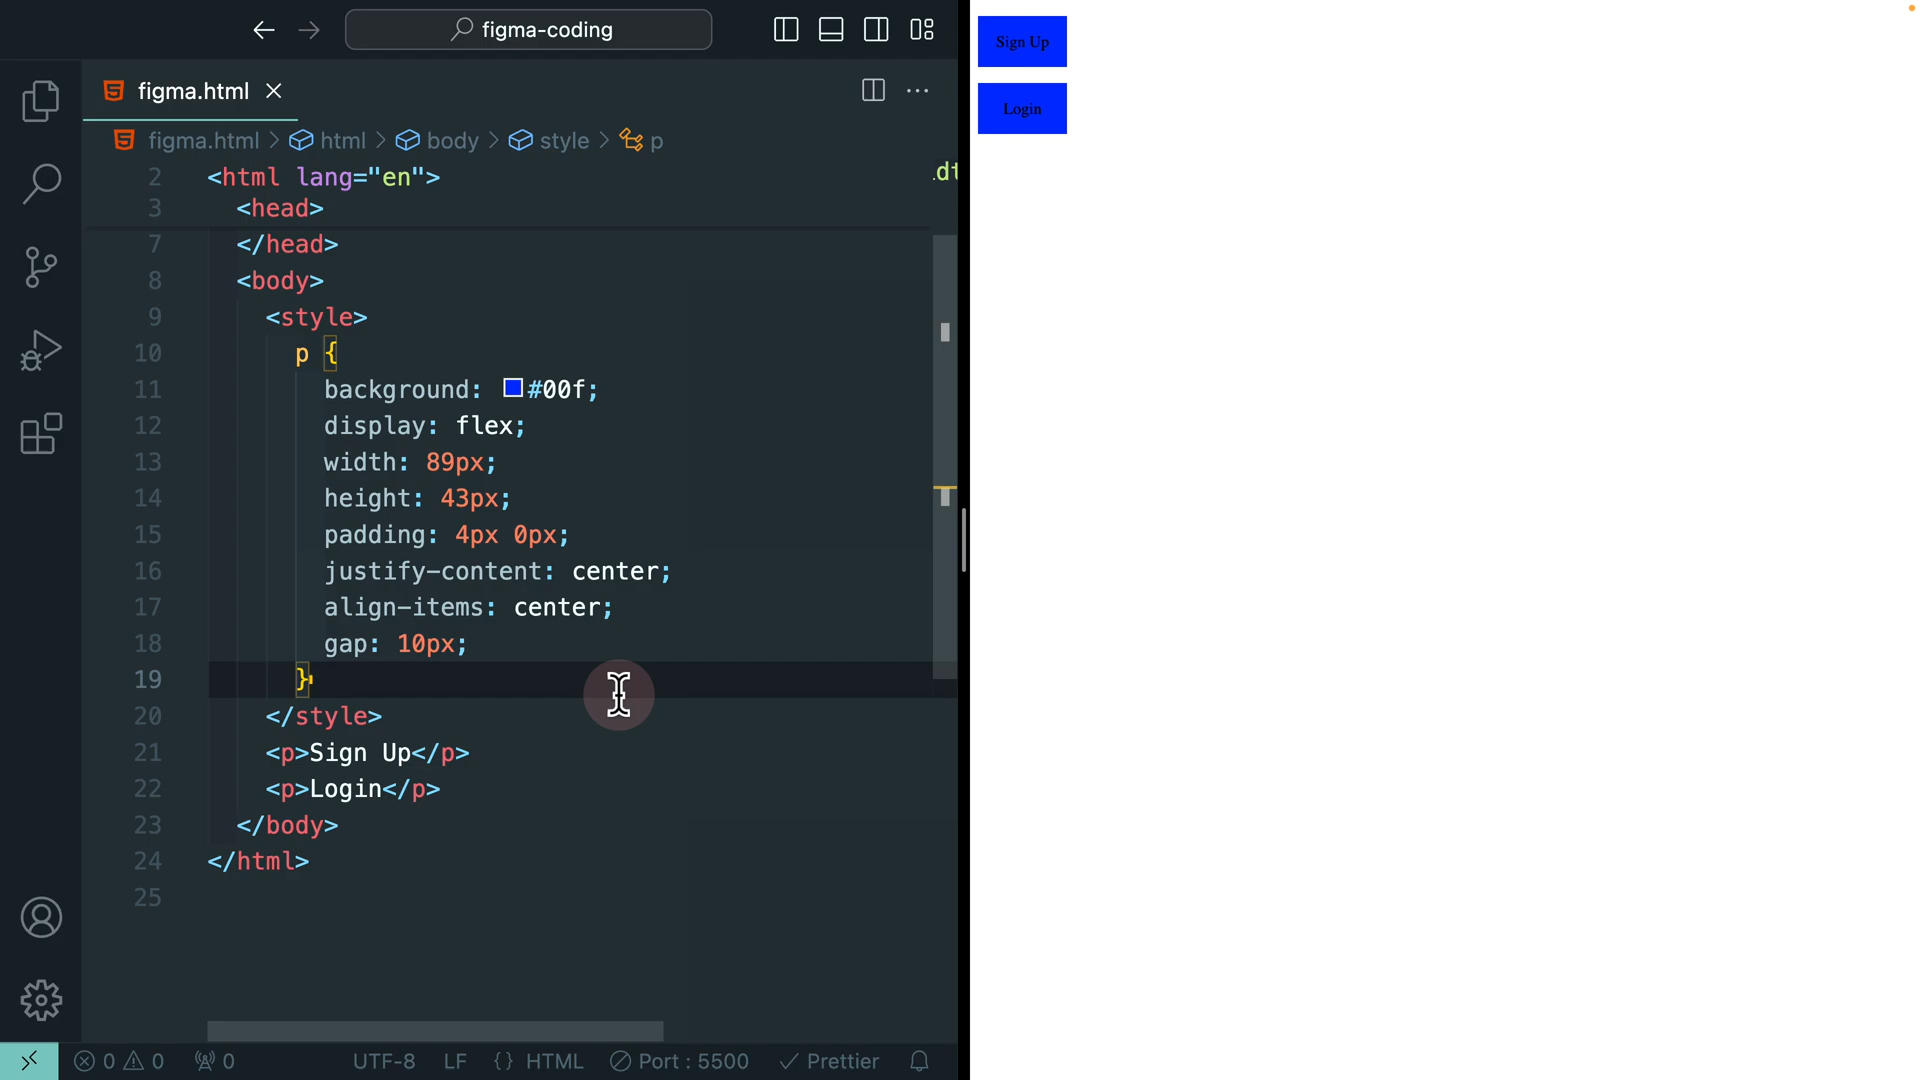 figma-coding
figma.html
figma.html > html > body > style > p
2 <html lang="en">
3 <head>
7 </head>
8 <body>
9 <style>
10 p {
11 background: #00f;
12 display: flex;
13 width: 89px;
14 height: 43px;
15 padding: 4px 0px;
16 justify-content: center;
17 align-items: center;
18 gap: 10px;
19 }
20 </style>
21 <p>Sign Up</p>
22 <p>Login</p>
23 </body>
24 </html>
25
0 0 0 UTF-8 LF {} HTML Port : 5500 Prettier
Sign Up
Login